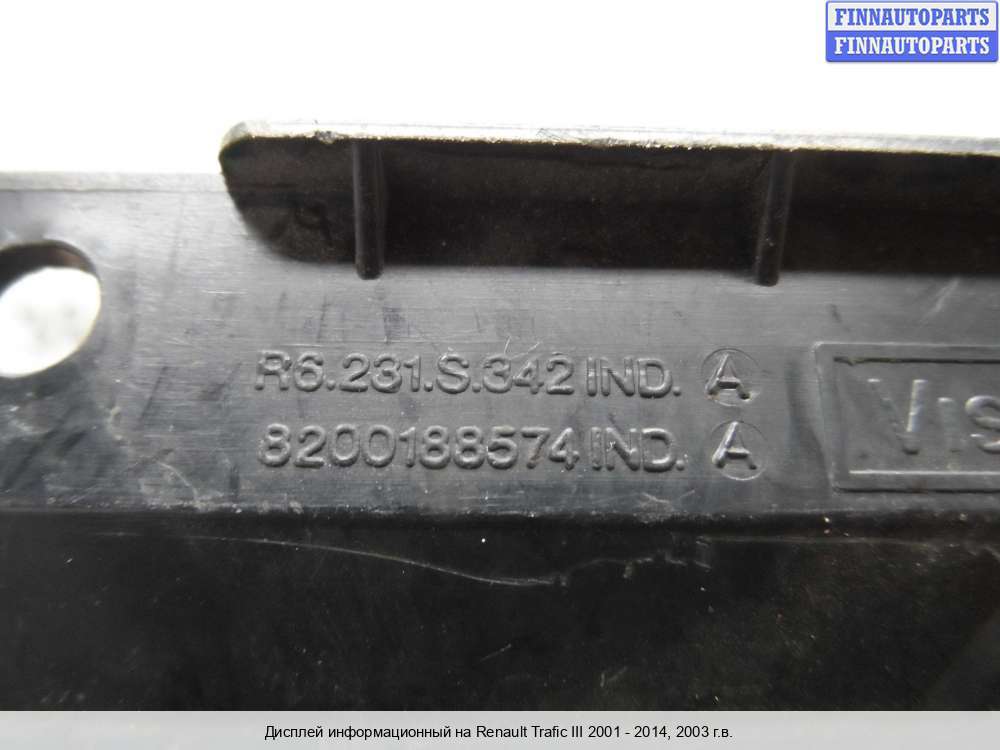 FINNAUTOPARTS
FINNAUTOPARTS
R6.231.S.342 IND. A
8200188574 IND. A
Дисплей информационный на Renault Trafic III 2001 - 2014, 2003 г.в.